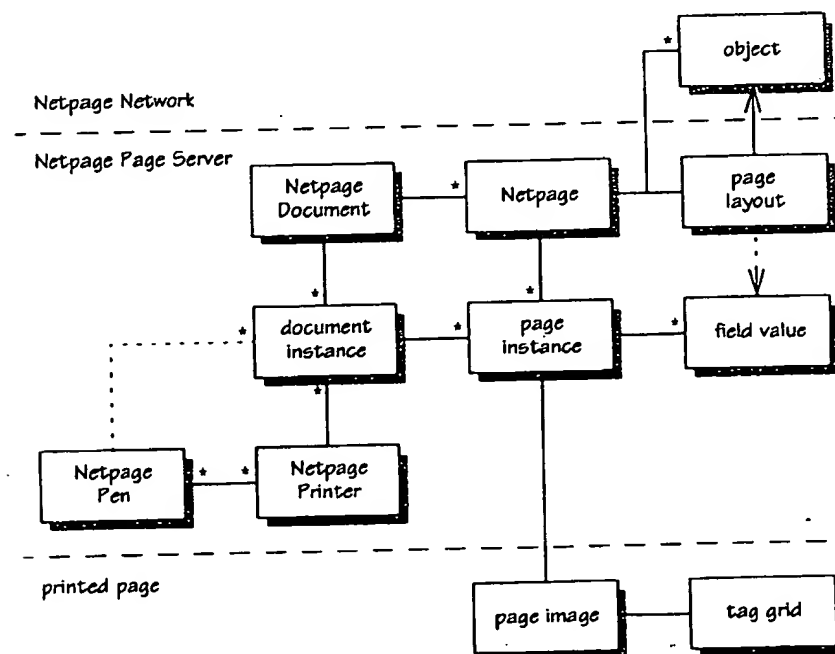 object
Netpage Network
Netpage Page Server
Netpage
Document
*
Netpage
page
layout
*
*
*
*
document
instance
*
page
instance
*
field value
*
Netpage
Pen
*
*
Netpage
Printer
printed page
page image
tag grid